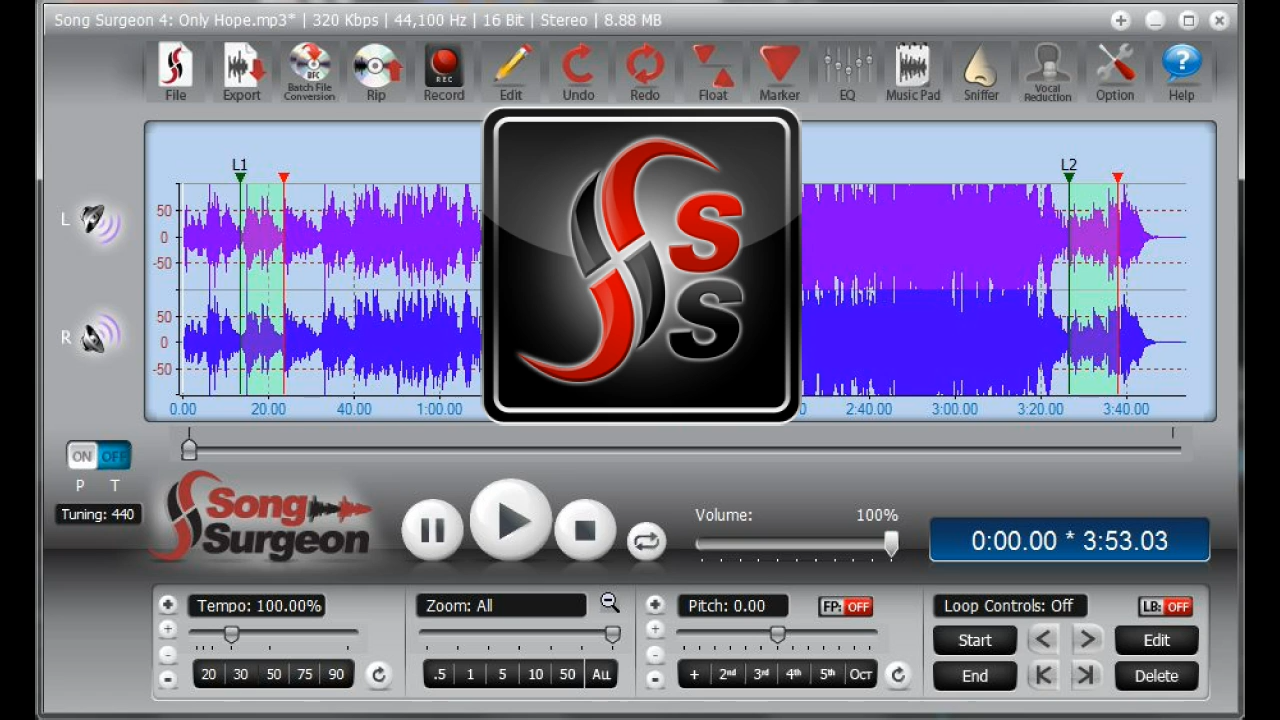 Song Surgeon 4: Only Hope.mp3* | 320 Kbps | 44,100 Hz | 16 Bit | Stereo | 8.88 MB
File Export Batch File Conversion Rip REC Record Edit Undo Redo Float Marker EQ Music Pad Sniffer Vocal Reduction Option Help
L1 L2
S
S
L
50
0
-50
R
50
0
-50
0.00 20.00 40.00 1:00.00 2:40.00 3:00.00 3:20.00 3:40.00
ON OFF
P T
Tuning: 440
Song
Surgeon
Volume: 100%
0:00.00 * 3:53.03
Tempo: 100.00% Zoom: All Pitch: 0.00 FP: OFF Loop Controls: Off LB: OFF
Start Edit
20 30 50 75 90 .5 1 5 10 50 All + 2nd 3rd 4th 5th Oct End Delete